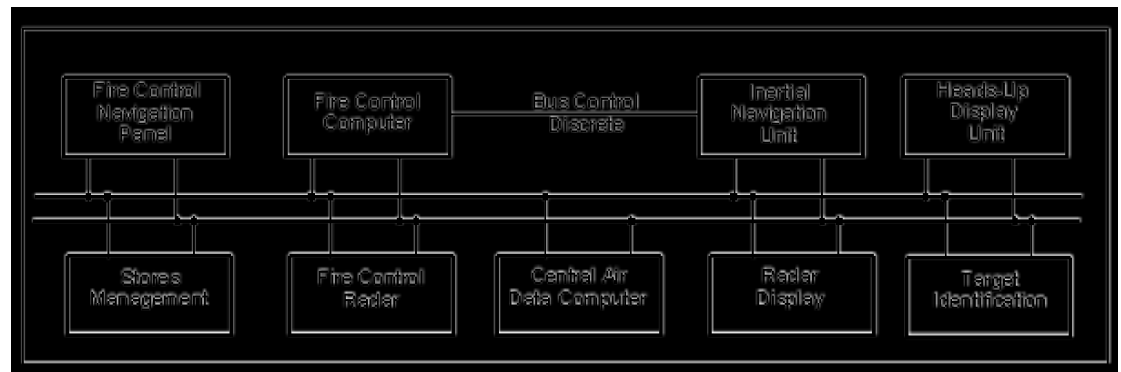 Fire Control
Navigation
Panel
Fire Control
Computer
Bus Control
Discrete
Inertial
Navigation
Unit
Heads-Up
Display
Unit
Stores
Management
Fire Control
Radar
Central Air
Data Computer
Radar
Display
Target
Identification